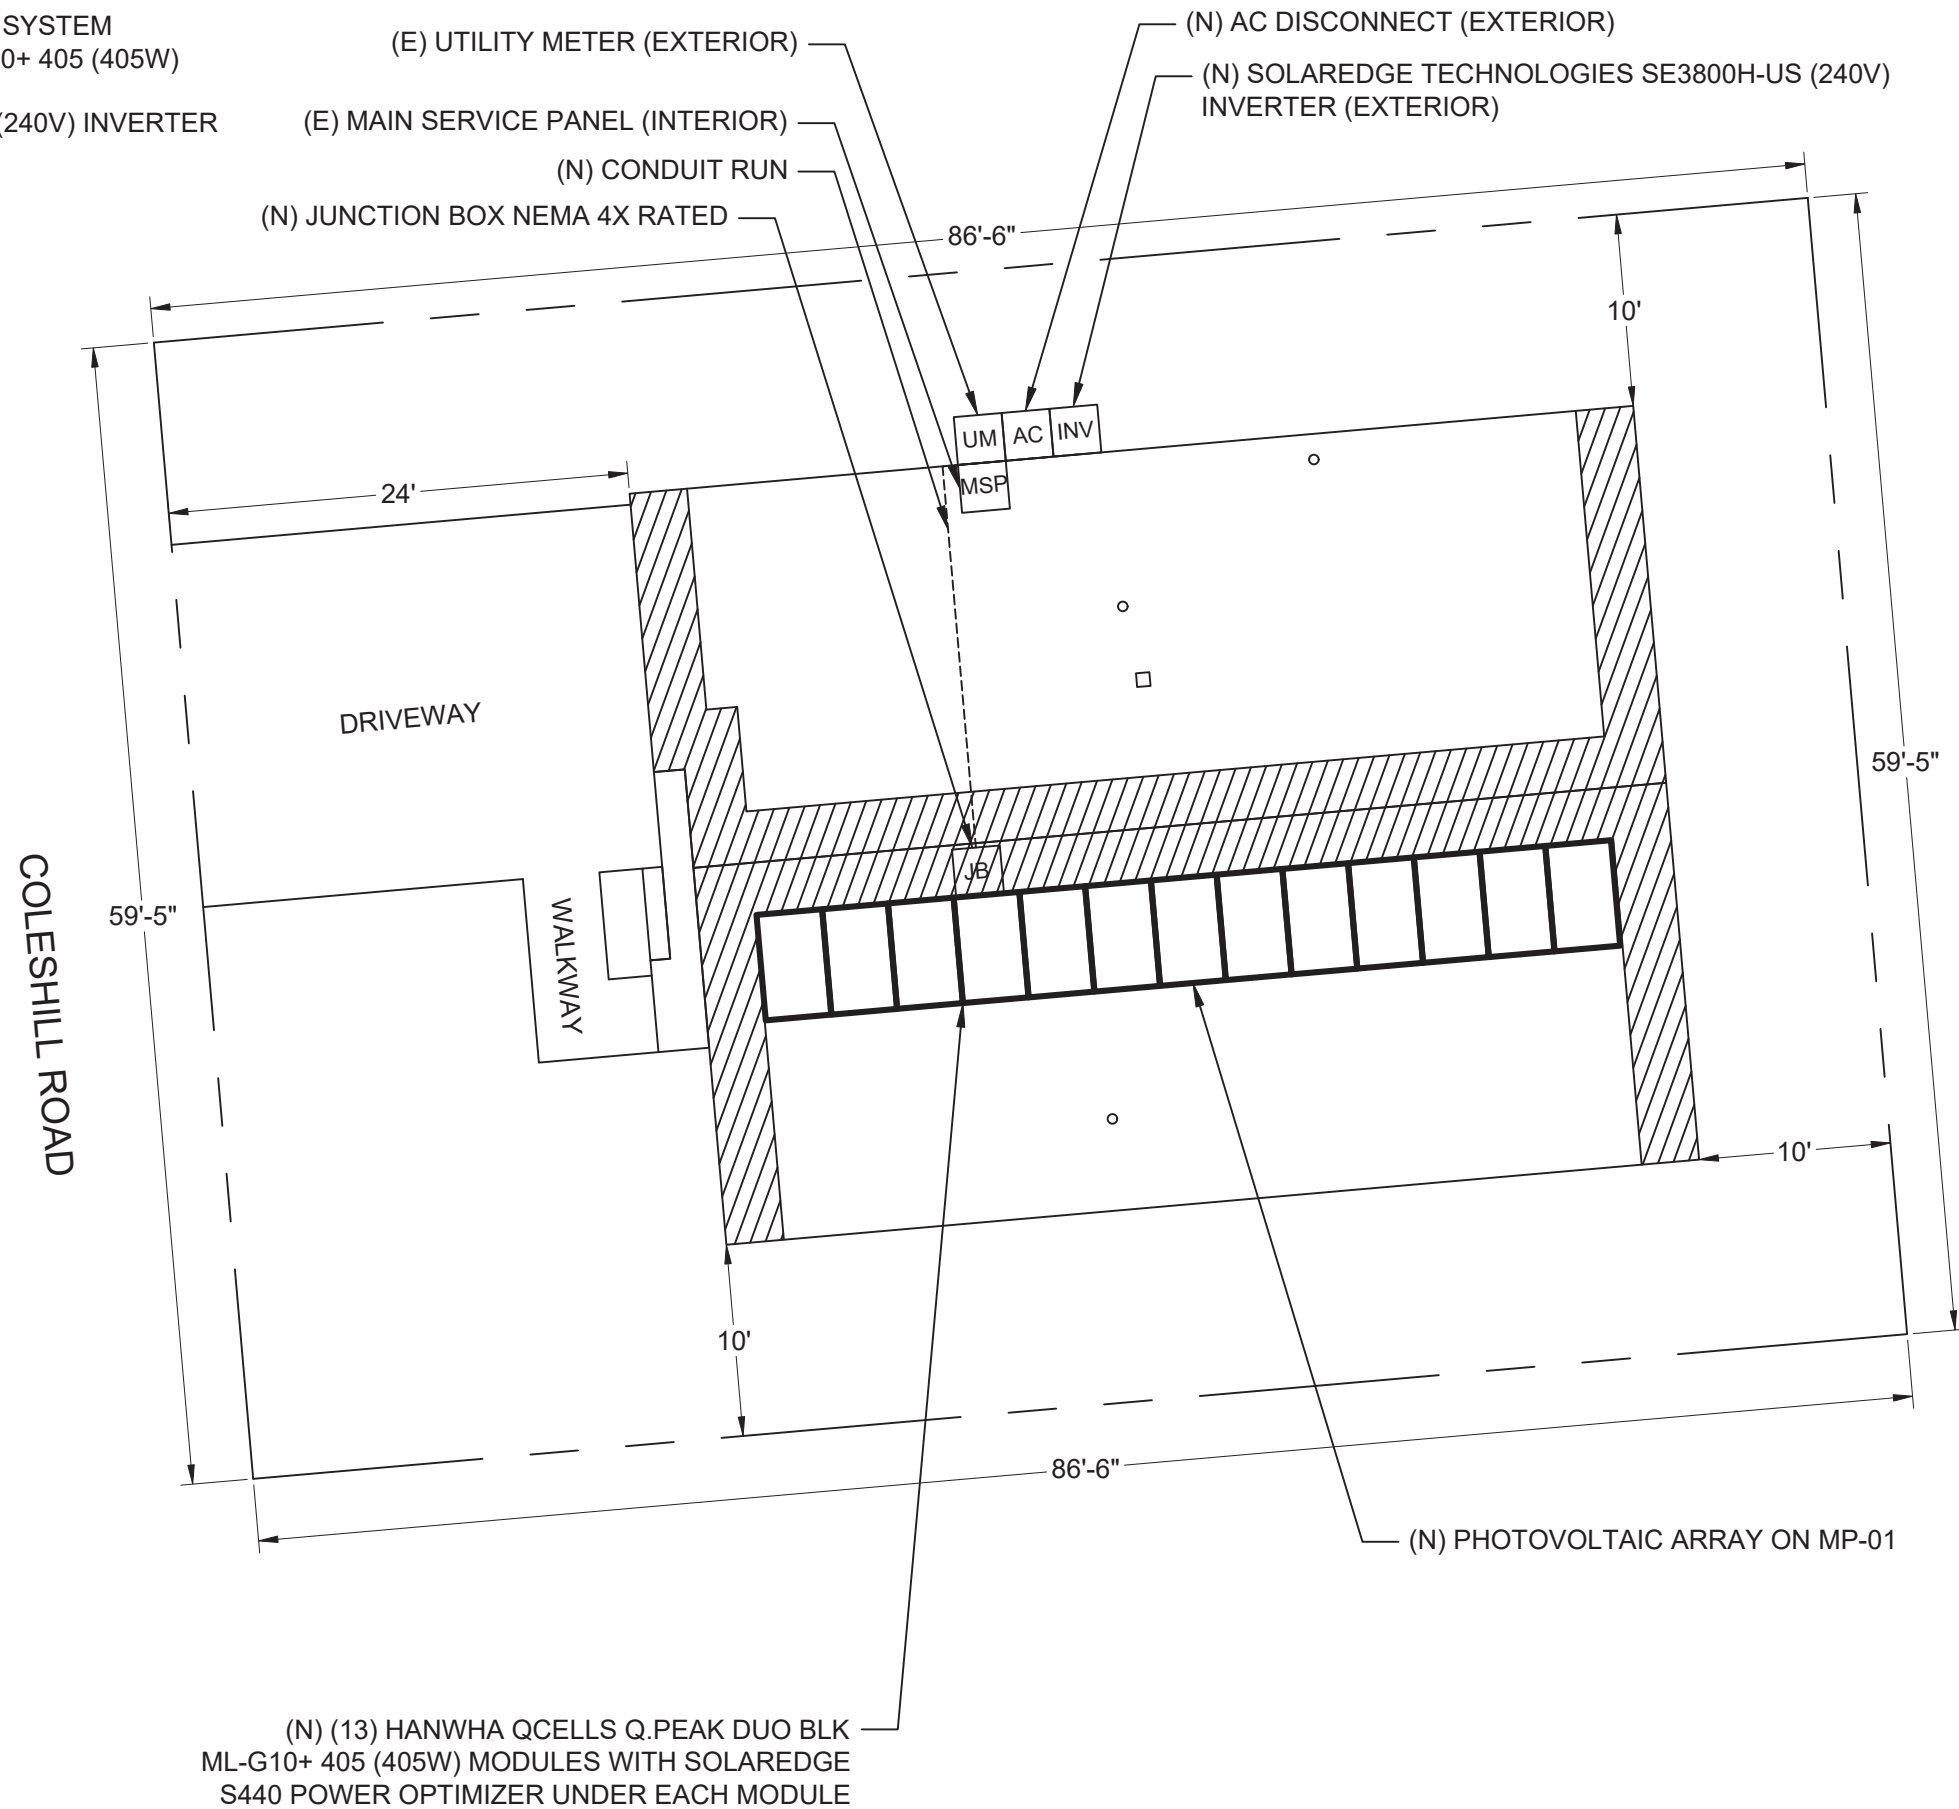 SYSTEM
0+ 405 (405W)
(240V) INVERTER
(E) UTILITY METER (EXTERIOR)
(E) MAIN SERVICE PANEL (INTERIOR)
(N) CONDUIT RUN
(N) JUNCTION BOX NEMA 4X RATED
(N) AC DISCONNECT (EXTERIOR)
(N) SOLAREDGE TECHNOLOGIES SE3800H-US (240V)
INVERTER (EXTERIOR)
86'-6"
10'
UM
AC
INV
MSP
24'
DRIVEWAY
59'-5"
JB
WALKWAY
COLESHILL ROAD
59'-5"
10'
10'
86'-6"
(N) PHOTOVOLTAIC ARRAY ON MP-01
(N) (13) HANWHA QCELLS Q.PEAK DUO BLK
ML-G10+ 405 (405W) MODULES WITH SOLAREDGE
S440 POWER OPTIMIZER UNDER EACH MODULE